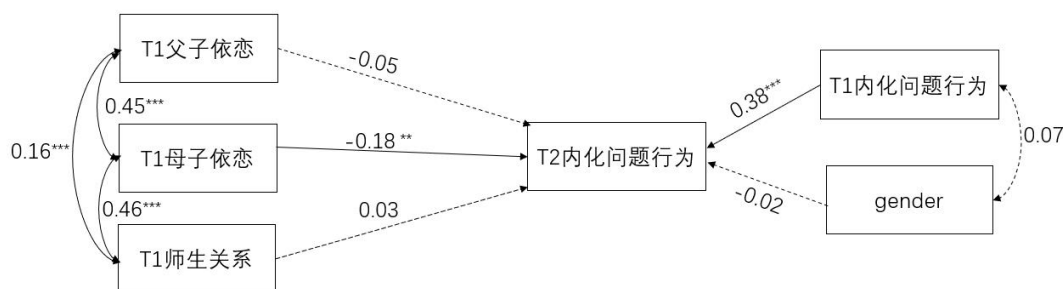 T1父子依恋
-0.05
T1内化问题行为
0.38***
0.45***
0.16***
T1母子依恋
-0.18 **
T2内化问题行为
0.07
0.46***
0.03
-0.02
gender
T1师生关系